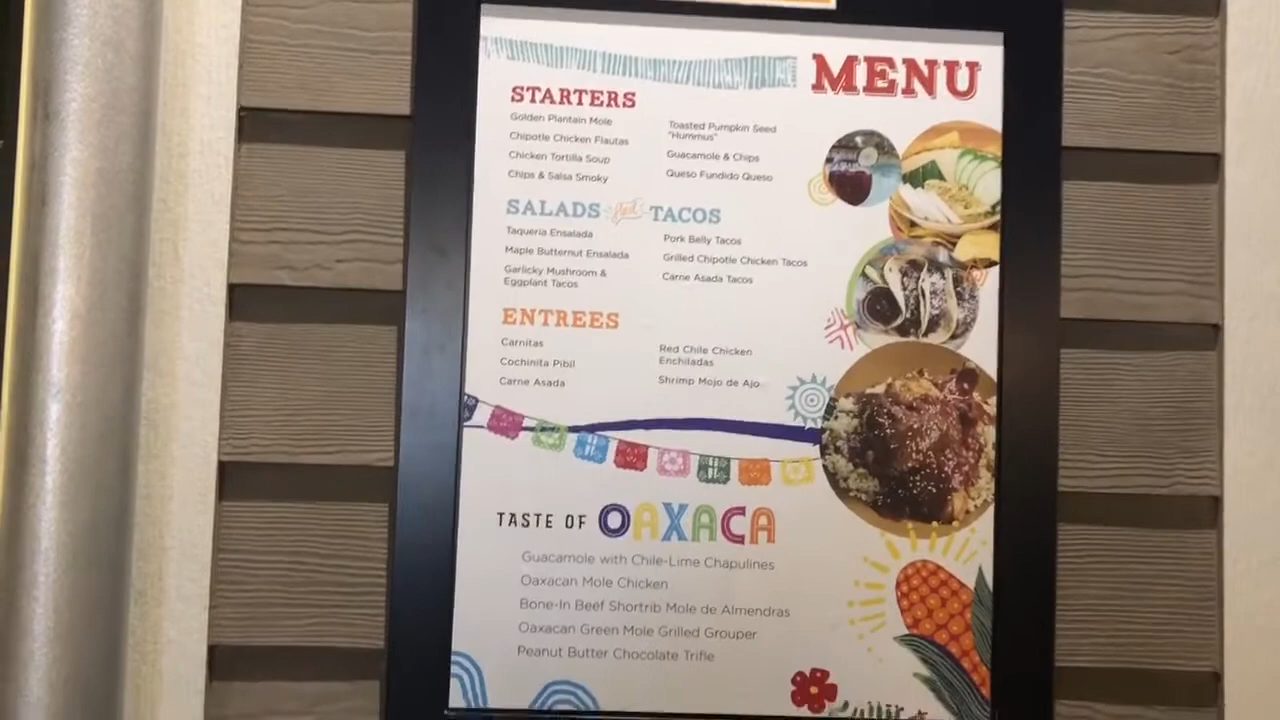 MENU
STARTERS
Golden Plantain Mole
Chipotle Chicken Flautas
Chicken Tortilla Soup
Chips & Salsa Smoky
Toasted Pumpkin Seed
"Hummus"
Guacamole & Chips
Queso Fundido Queso
SALADS and TACOS
Taqueria Ensalada
Maple Butternut Ensalada
Garlicky Mushroom &
Eggplant Tacos
Pork Belly Tacos
Grilled Chipotle Chicken Tacos
Carne Asada Tacos
ENTREES
Carnitas
Cochinita Pibil
Carne Asada
Red Chile Chicken
Enchiladas
Shrimp Mojo de Ajo
TASTE OF OAXACA
Guacamole with Chile-Lime Chapulines
Oaxacan Mole Chicken
Bone-In Beef Shortrib Mole de Almendras
Oaxacan Green Mole Grilled Grouper
Peanut Butter Chocolate Trifle